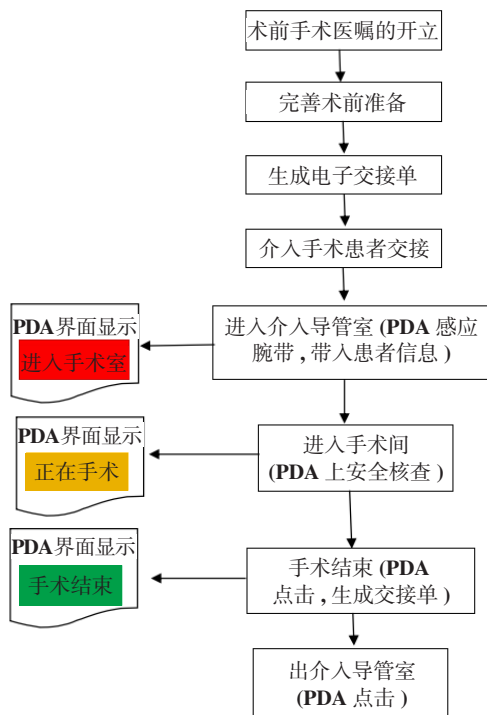 术前手术医嘱的开立
完善术前准备
生成电子交接单
介入手术患者交接
PDA界面显示
进入手术室
进入介入导管室 (PDA 感应
腕带 , 带入患者信息 )
PDA界面显示
正在手术
进入手术间
(PDA 上安全核查 )
PDA界面显示
手术结束
手术结束 (PDA
点击 , 生成交接单 )
出介入导管室
(PDA 点击 )